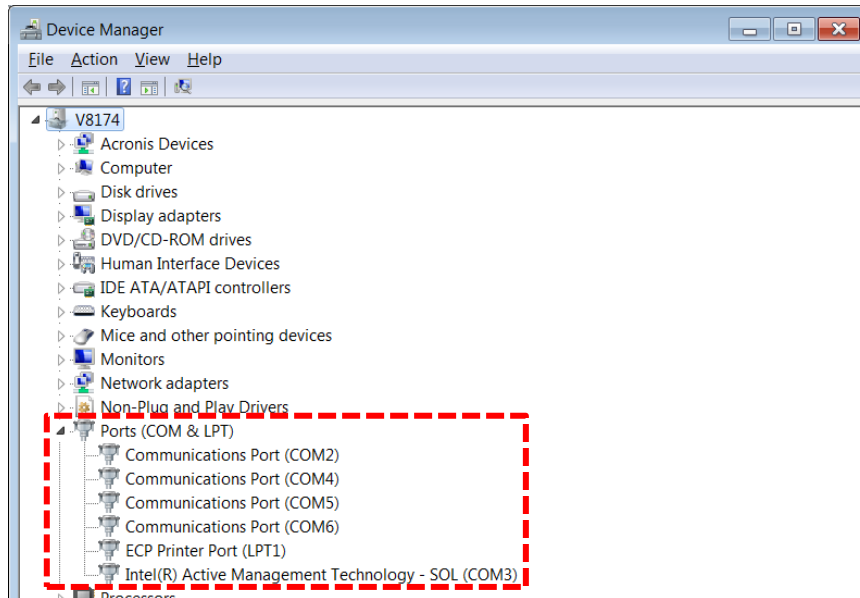 Device Manager
File Action View Help
V8174
Acronis Devices
Computer
Disk drives
Display adapters
DVD/CD-ROM drives
Human Interface Devices
IDE ATA/ATAPI controllers
Keyboards
Mice and other pointing devices
Monitors
Network adapters
Non-Plug and Play Drivers
Ports (COM & LPT)
Communications Port (COM2)
Communications Port (COM4)
Communications Port (COM5)
Communications Port (COM6)
ECP Printer Port (LPT1)
Intel(R) Active Management Technology - SOL (COM3)
Processors